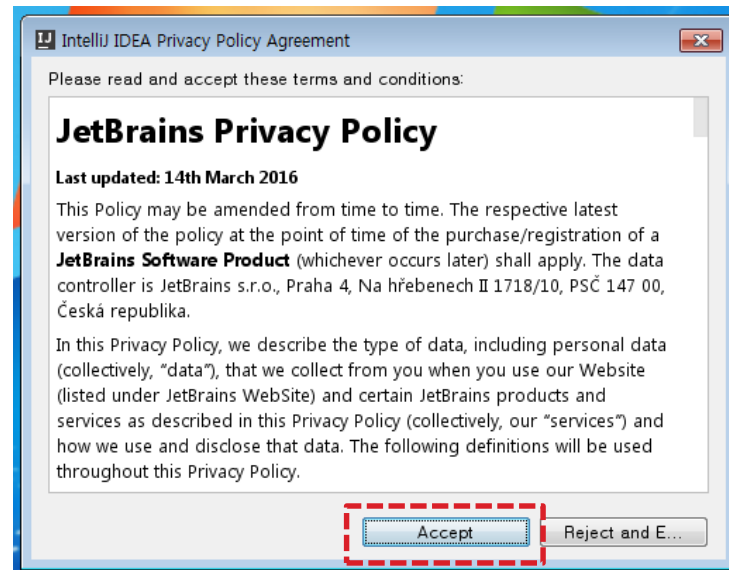 IntelliJ IDEA Privacy Policy Agreement
Please read and accept these terms and conditions:
JetBrains Privacy Policy
Last updated: 14th March 2016
This Policy may be amended from time to time. The respective latest
version of the policy at the point of time of the purchase/registration of a
JetBrains Software Product (whichever occurs later) shall apply. The data
controller is JetBrains s.r.o., Praha 4, Na hřebenech II 1718/10, PSČ 147 00,
Česká republika.
In this Privacy Policy, we describe the type of data, including personal data
(collectively, “data”), that we collect from you when you use our Website
(listed under JetBrains WebSite) and certain JetBrains products and
services as described in this Privacy Policy (collectively, our “services”) and
how we use and disclose that data. The following definitions will be used
throughout this Privacy Policy.
Accept
Reject and E...